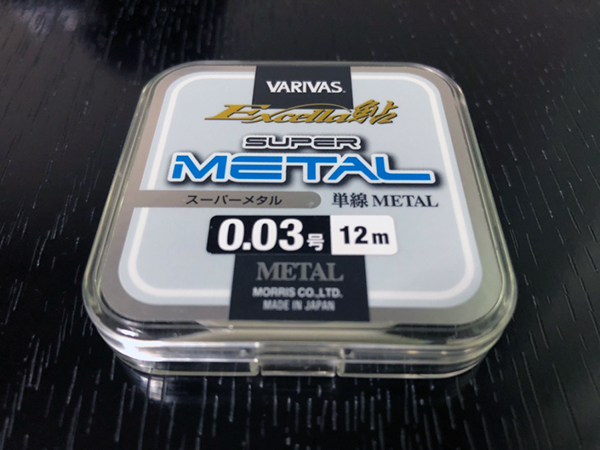 VARIVAS®
Excella鮎
SUPER
METAL
スーパーメタル
単線METAL
0.03号 12m
METAL
MORRIS CO.,LTD.
MADE IN JAPAN